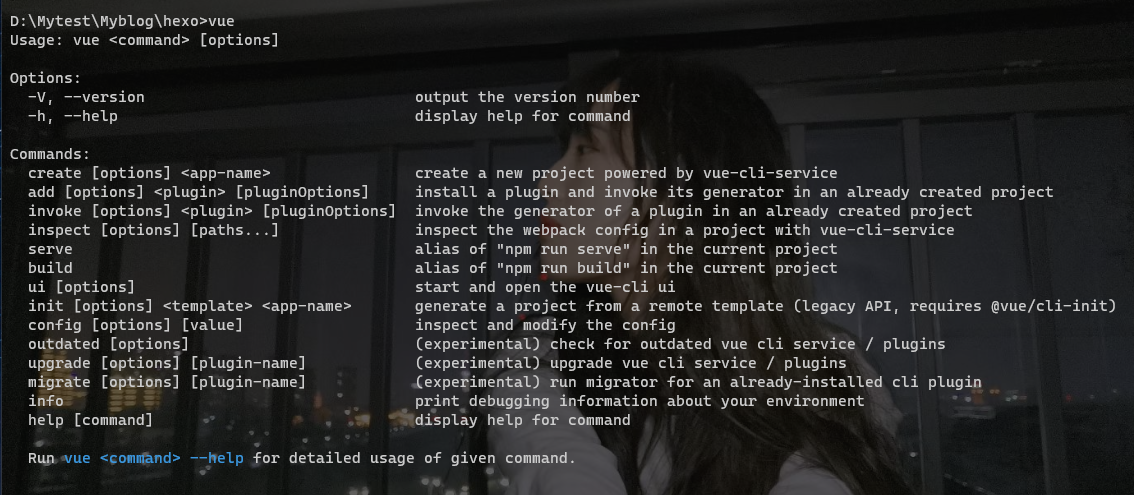 D:\Mytest\Myblog\hexo>vue
Usage: vue <command> [options]
Options:
-V, --version output the version number
-h, --help display help for command
Commands:
create [options] <app-name> create a new project powered by vue-cli-service
add [options] <plugin> [pluginOptions] install a plugin and invoke its generator in an already created project
invoke [options] <plugin> [pluginOptions] invoke the generator of a plugin in an already created project
inspect [options] [paths...] inspect the webpack config in a project with vue-cli-service
serve alias of "npm run serve" in the current project
build alias of "npm run build" in the current project
ui [options] start and open the vue-cli ui
init [options] <template> <app-name> generate a project from a remote template (legacy API, requires @vue/cli-init)
config [options] [value] inspect and modify the config
outdated [options] (experimental) check for outdated vue cli service / plugins
upgrade [options] [plugin-name] (experimental) upgrade vue cli service / plugins
migrate [options] [plugin-name] (experimental) run migrator for an already-installed cli plugin
info print debugging information about your environment
help [command] display help for command
Run vue <command> --help for detailed usage of given command.